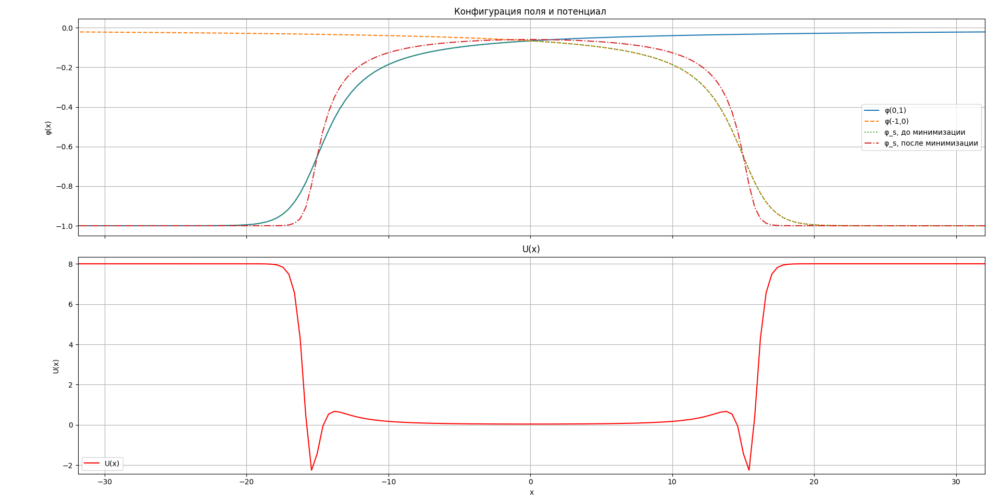 Конфигурация поля и потенциал
0.0
−0.2
−0.4
−0.6
−0.8
−1.0
φ(x)
φ(0,1)
φ(-1,0)
φ_s, до минимизации
φ_s, после минимизации
U(x)
8
6
4
2
0
−2
U(x)
U(x)
−30
−20
−10
0
10
20
30
x